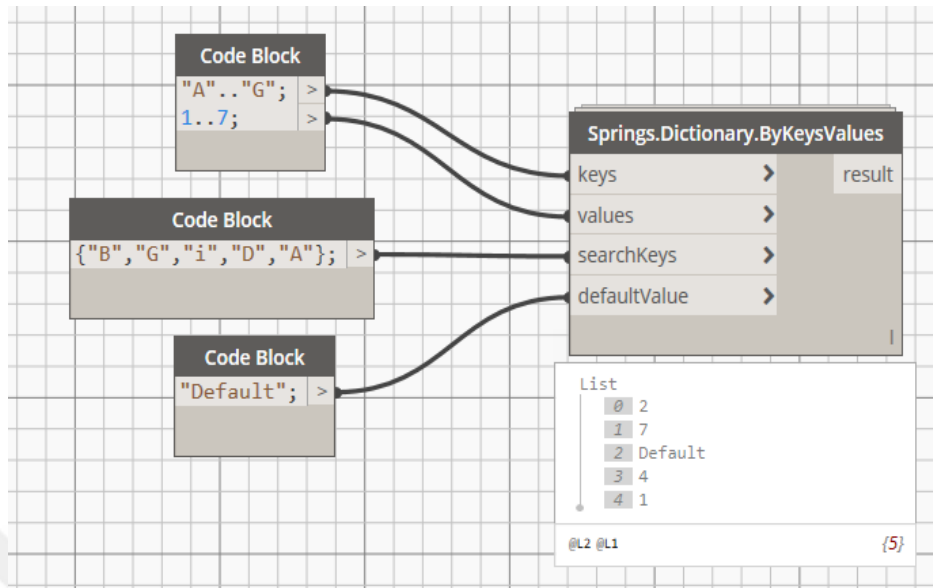 Code Block
"A".."G"; >
1..7; >
Code Block
{"B","G","i","D","A"}; >
Code Block
"Default"; >
Springs.Dictionary.ByKeysValues
keys > result
values >
searchKeys >
defaultValue >
List
0 2
1 7
2 Default
3 4
4 1
@L2 @L1 {5}